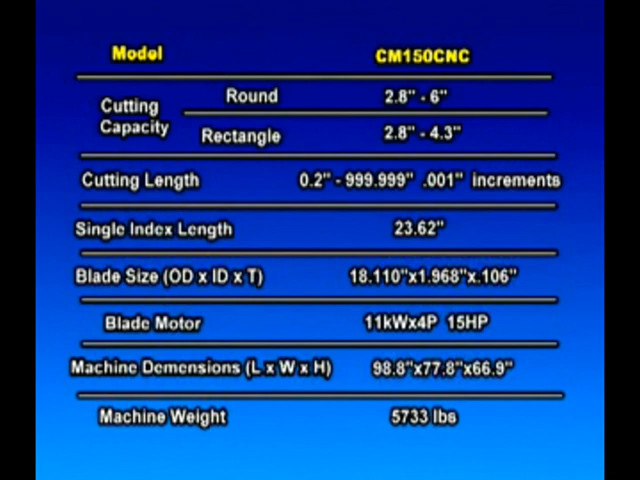 Model CM150CNC
Cutting Capacity Round 2.8" - 6"
Rectangle 2.8" - 4.3"
Cutting Length 0.2" - 999.999" .001" increments
Single Index Length 23.62"
Blade Size (OD x ID x T) 18.110"x1.968"x.106"
Blade Motor 11kWx4P 15HP
Machine Demensions (L x W x H) 98.8"x77.8"x66.9"
Machine Weight 5733 lbs